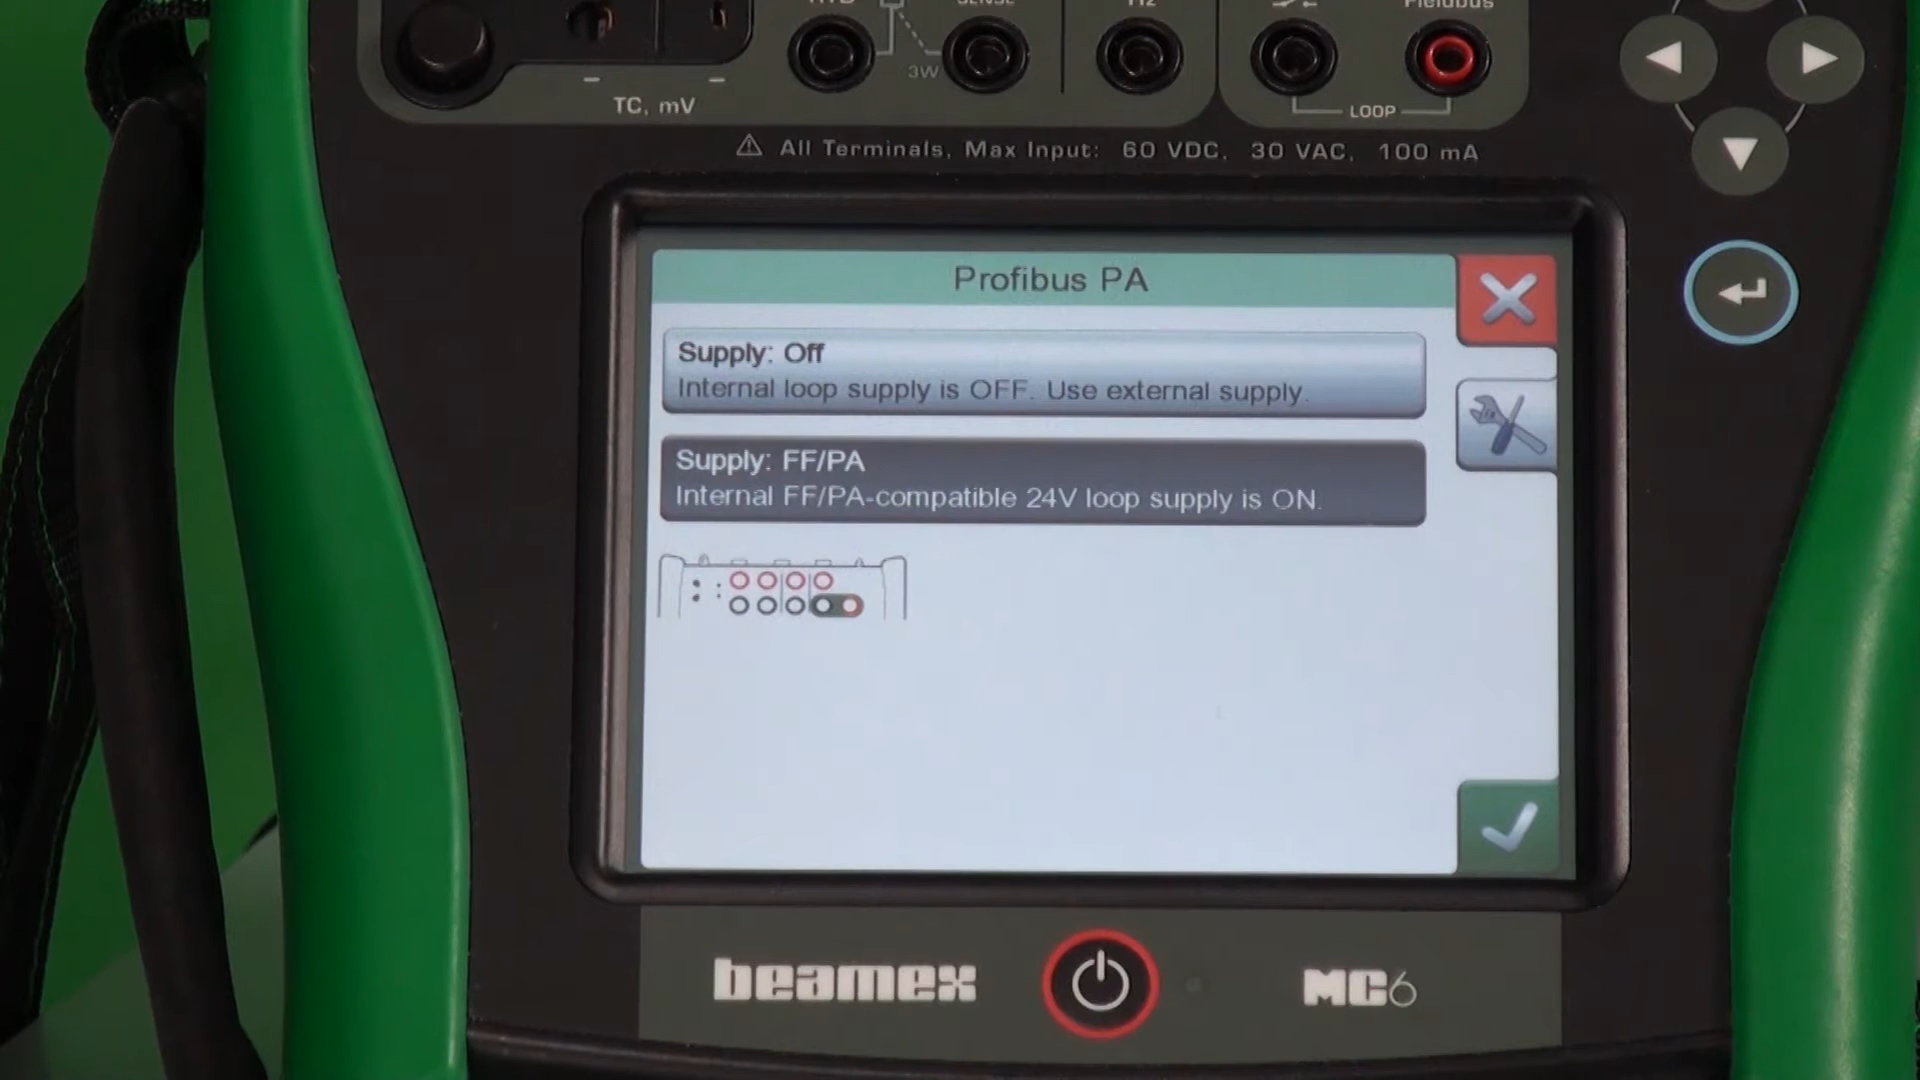 Hz
Fieldbus
3W
TC, mV
LOOP
All Terminals, Max Input: 60 VDC, 30 VAC, 100 mA
Profibus PA
Supply: Off
Internal loop supply is OFF. Use external supply.
Supply: FF/PA
Internal FF/PA-compatible 24V loop supply is ON.
beamex
MC6